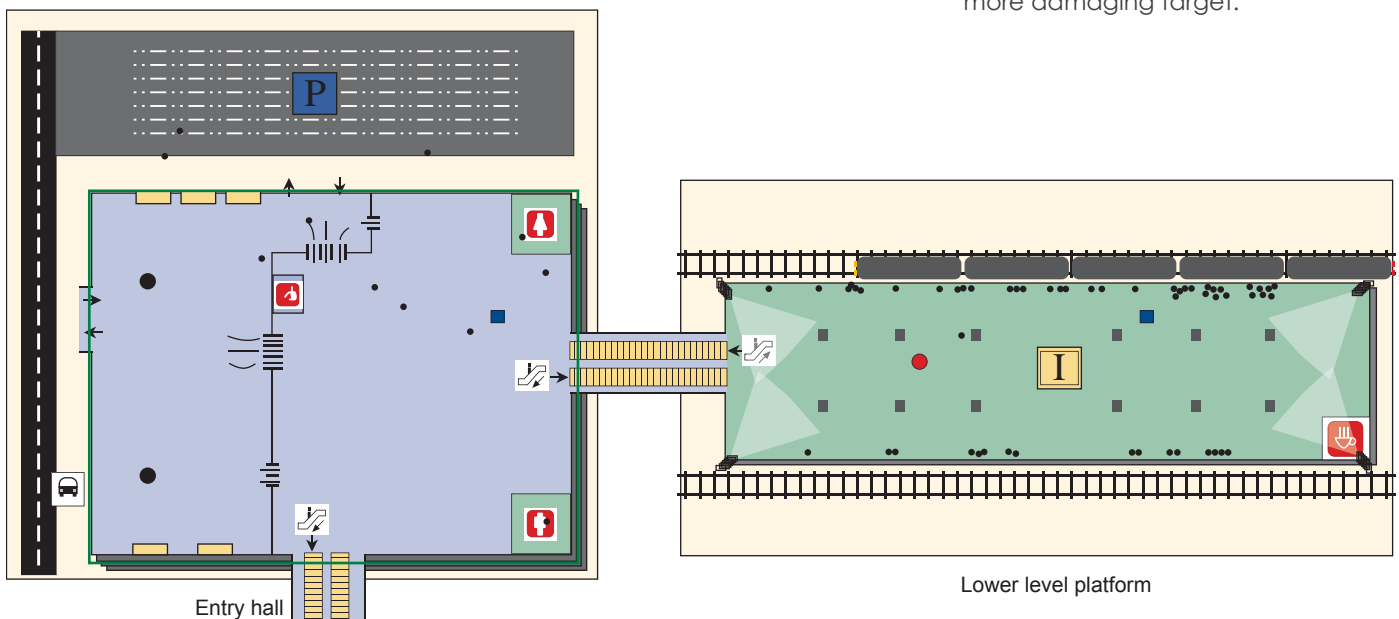 more damaging target.
P
I
Lower level platform
Entry hall